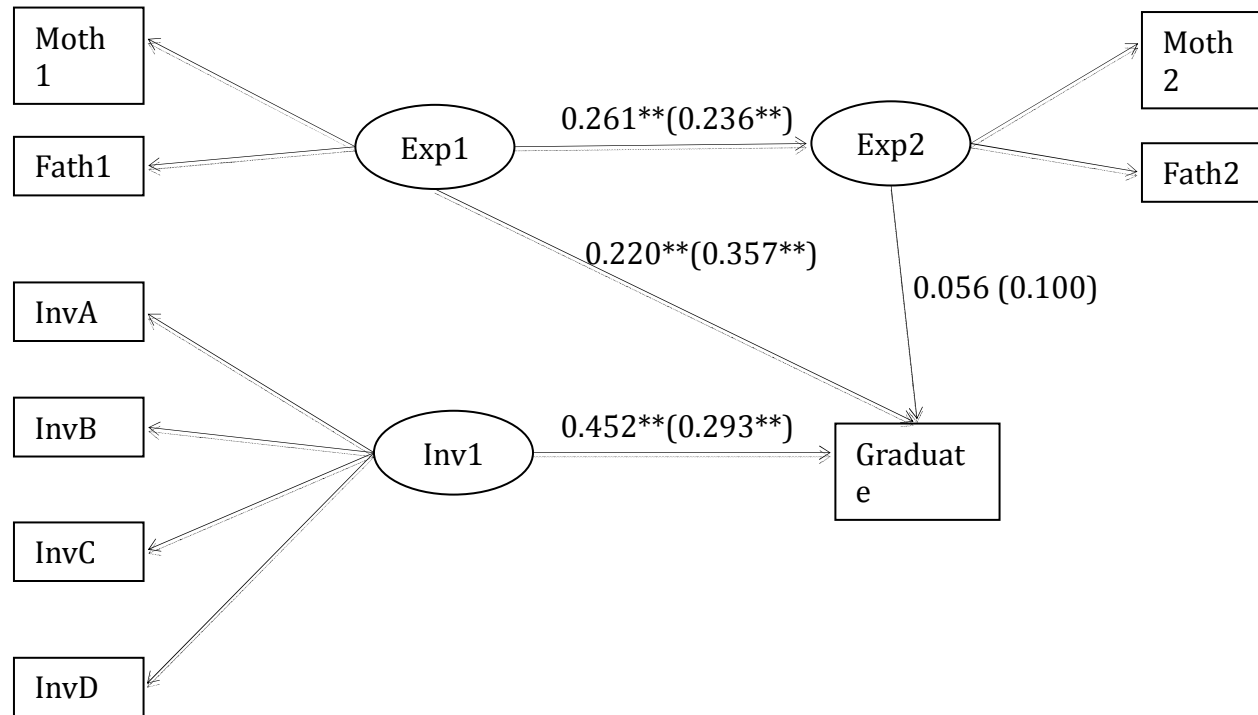 Moth
1
Moth
2
0.261**(0.236**)
Exp1
Exp2
Fath1
Fath2
0.220**(0.357**)
InvA
0.056 (0.100)
InvB
0.452**(0.293**)
Inv1
Graduat
e
InvC
InvD